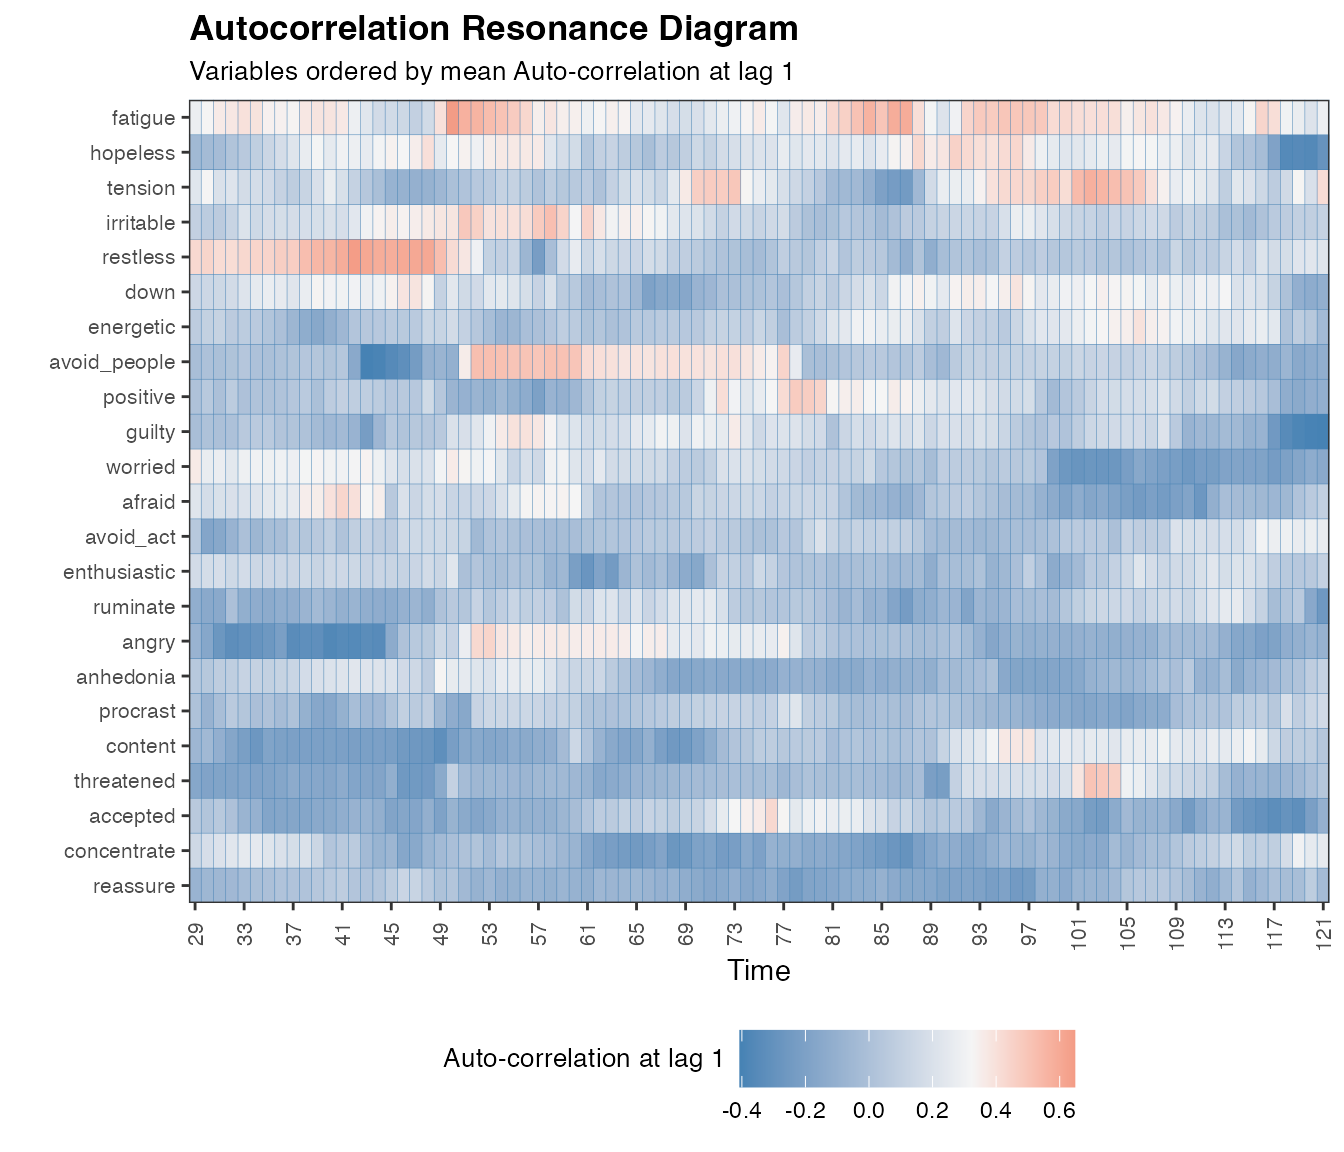 Autocorrelation Resonance Diagram
Variables ordered by mean Auto-correlation at lag 1
fatigue
hopeless
tension
irritable
restless
down
energetic
avoid_people
positive
guilty
worried
afraid
avoid_act
enthusiastic
ruminate
angry
anhedonia
procrast
content
threatened
accepted
concentrate
reassure
29 33 37 41 45 49 53 57 61 65 69 73 77 81 85 89 93 97 101 105 109 113 117 121
Time
Auto-correlation at lag 1
-0.4 -0.2 0.0 0.2 0.4 0.6